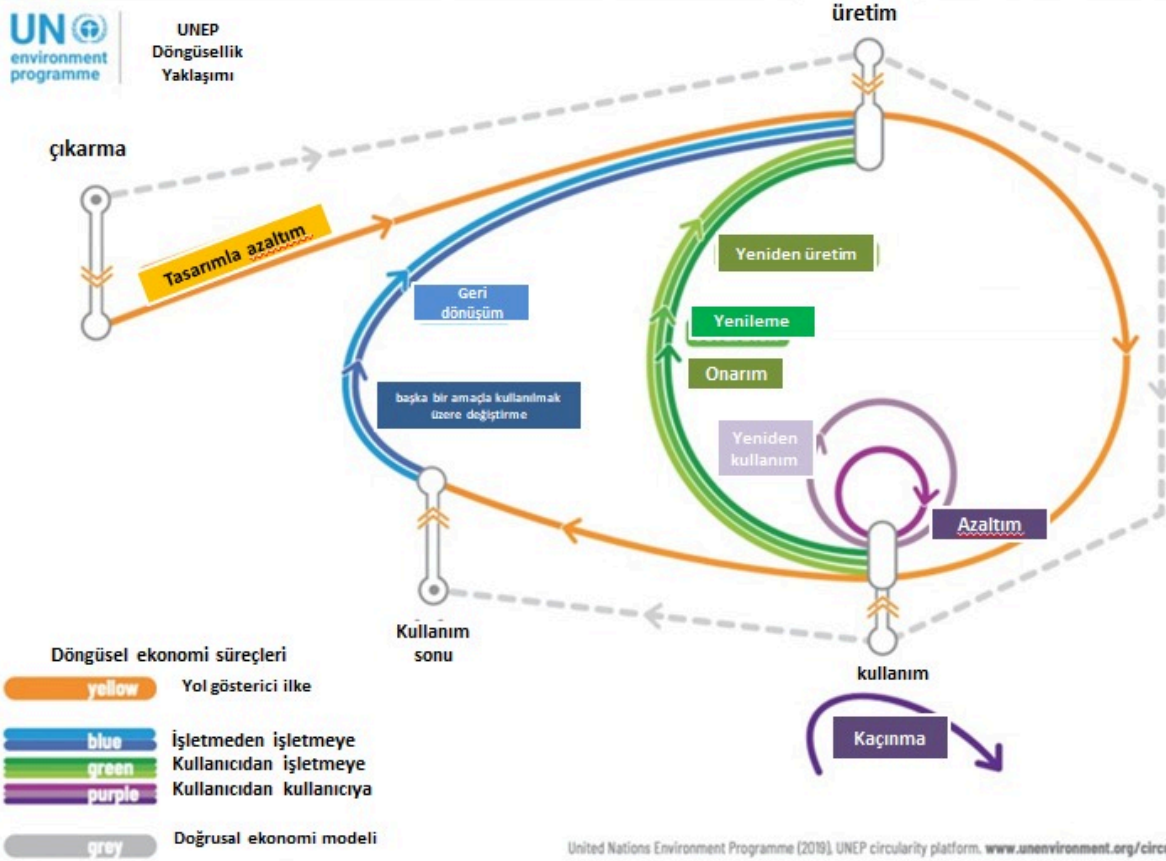 UN
environment
programme
UNEP
Döngüsellik
Yaklaşımı
üretim
çıkarma
Tasarımla azaltım
Yeniden üretim
Geri
dönüşüm
Yenileme
Onarım
başka bir amaçla kullanılmak
üzere değiştirme
Yeniden
kullanım
Azaltım
Kullanım
sonu
kullanım
Kaçınma
Döngüsel ekonomi süreçleri
yellow Yol gösterici ilke
blue İşletmeden işletmeye
green Kullanıcıdan işletmeye
purple Kullanıcıdan kullanıcıya
grey Doğrusal ekonomi modeli
United Nations Environment Programme (2019), UNEP circularity platform, www.unenvironment.org/circu